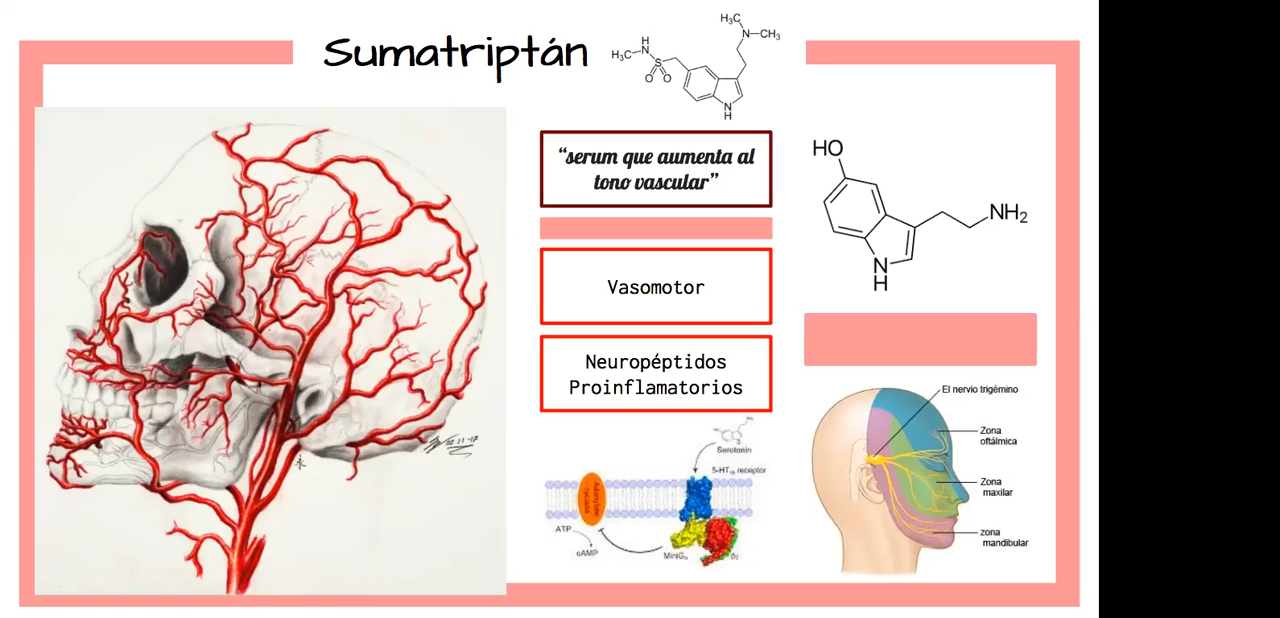 Sumatriptán
H₃C
N
CH₃
H
N
H₃C
S
O
O
N
H
“serum que aumenta al
tono vascular”
Vasomotor
Neuropéptidos
Proinflamatorios
HO
NH₂
N
H
Serotonin
5-HT₁B receptor
Adenylate
cyclase
ATP
cAMP
MiniGₒ
βγ
El nervio trigémino
Zona
oftálmica
Zona
maxilar
zona
mandibular